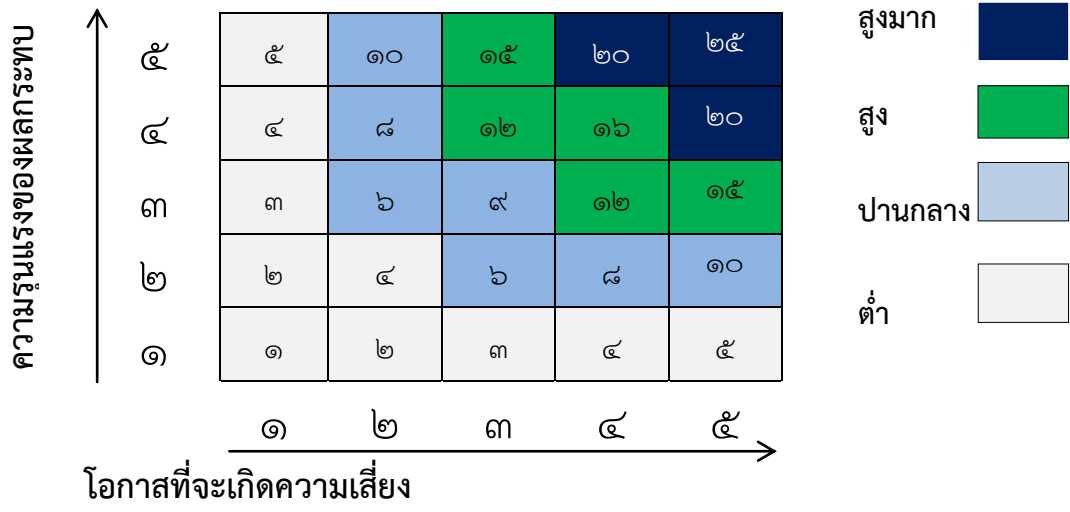 ความรุนแรงของผลกระทบ
๕ ๕ ๑๐ ๑๕ ๒๐ ๒๕
๔ ๔ ๘ ๑๒ ๑๖ ๒๐
๓ ๓ ๖ ๙ ๑๒ ๑๕
๒ ๒ ๔ ๖ ๘ ๑๐
๑ ๑ ๒ ๓ ๔ ๕
๑ ๒ ๓ ๔ ๕
โอกาสที่จะเกิดความเสี่ยง
สูงมาก
สูง
ปานกลาง
ต่ำ